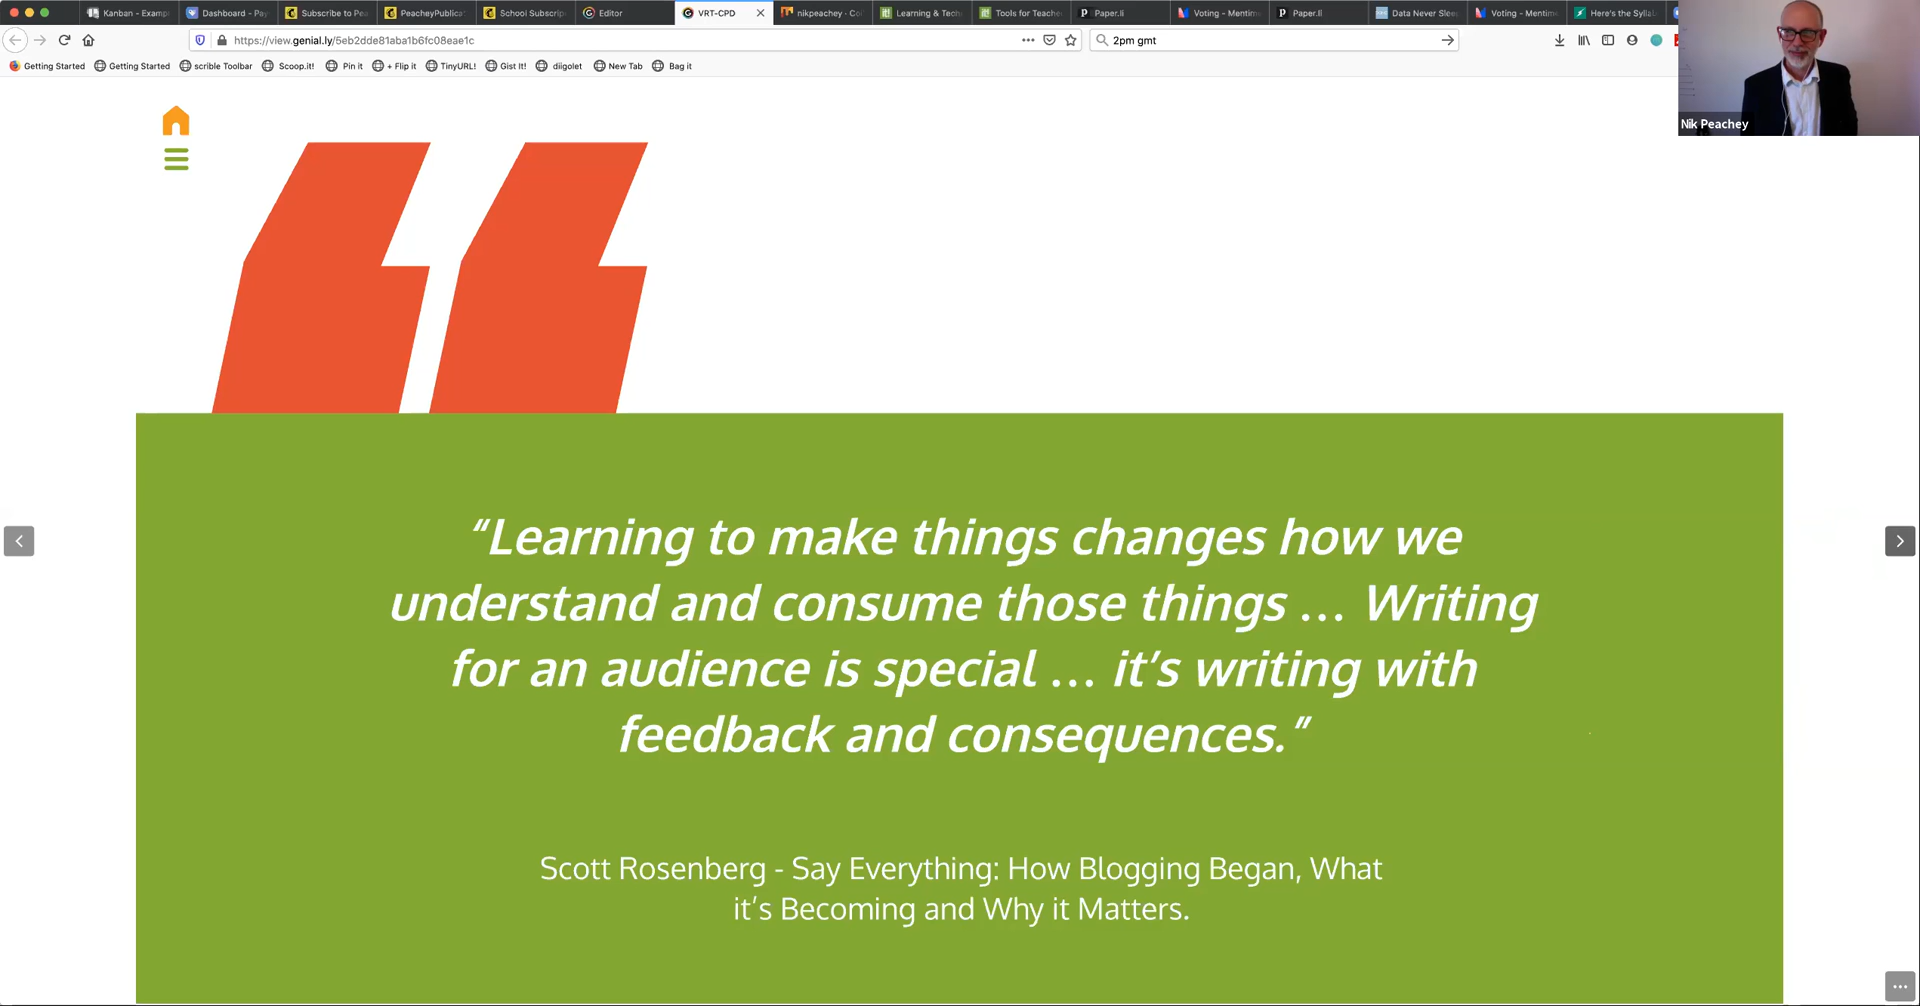 Kanban - Examp
Dashboard - Pay
Subscribe to Pea
PeacheyPublica
School Subscrip
Editor
VRT-CPD
nikpeachey · Co
Learning & Tech
Tools for Teache
Paper.li
Voting - Mentim
Paper.li
Data Never Slee
Voting - Mentime
Here's the Sylla
https://view.genial.ly/5eb2dde81aba1b6fc08eae1c
2pm gmt
Getting Started
Getting Started
scrible Toolbar
Scoop.it!
Pin it
+ Flip it
TinyURL!
Gist It!
diigolet
New Tab
Bag it
Nik Peachey
“Learning to make things changes how we
understand and consume those things … Writing
for an audience is special … it’s writing with
feedback and consequences.”
Scott Rosenberg - Say Everything: How Blogging Began, What
it’s Becoming and Why it Matters.